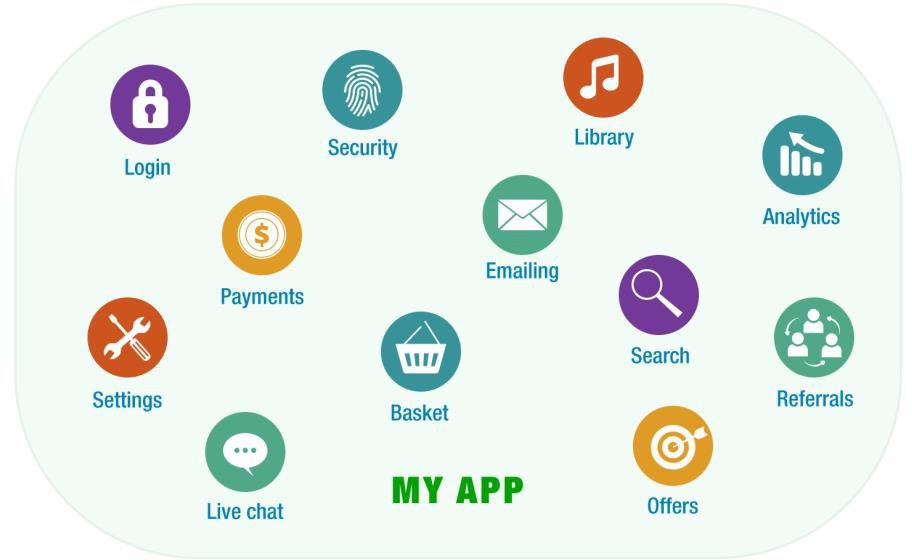 Login
Security
Library
Analytics
Payments
$
Emailing
Settings
Basket
Search
Referrals
Live chat
MY APP
Offers